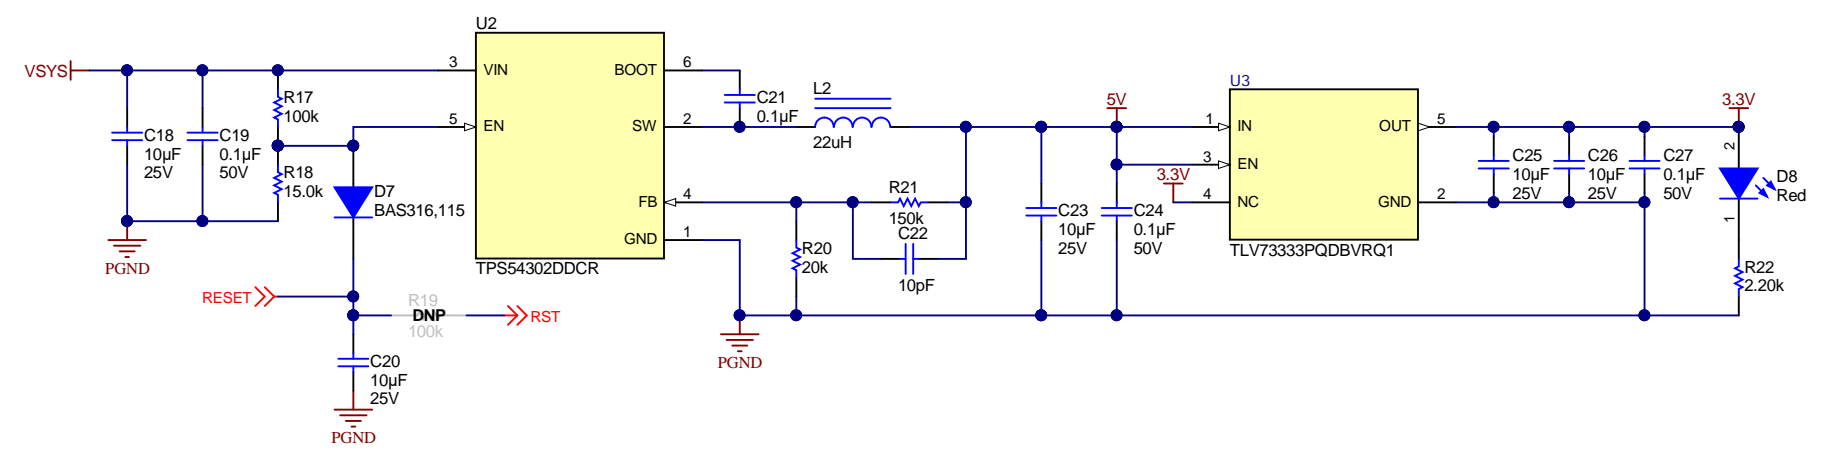 U2
VSYS
3
VIN
BOOT
6
R17
100k
C18
10µF
25V
C19
0.1µF
50V
5
EN
SW
2
C21
0.1µF
L2
22uH
R18
15.0k
D7
BAS316,115
FB
4
GND
1
TPS54302DDCR
R21
150k
C22
10pF
R20
20k
PGND
RESET
R19
DNP
100k
RST
C20
10µF
25V
PGND
PGND
5V
U3
1
IN
OUT
5
3
EN
3.3V
4
NC
GND
2
TLV73333PQDBVRQ1
C23
10µF
25V
C24
0.1µF
50V
C25
10µF
25V
C26
10µF
25V
C27
0.1µF
50V
3.3V
2
D8
Red
1
R22
2.20k